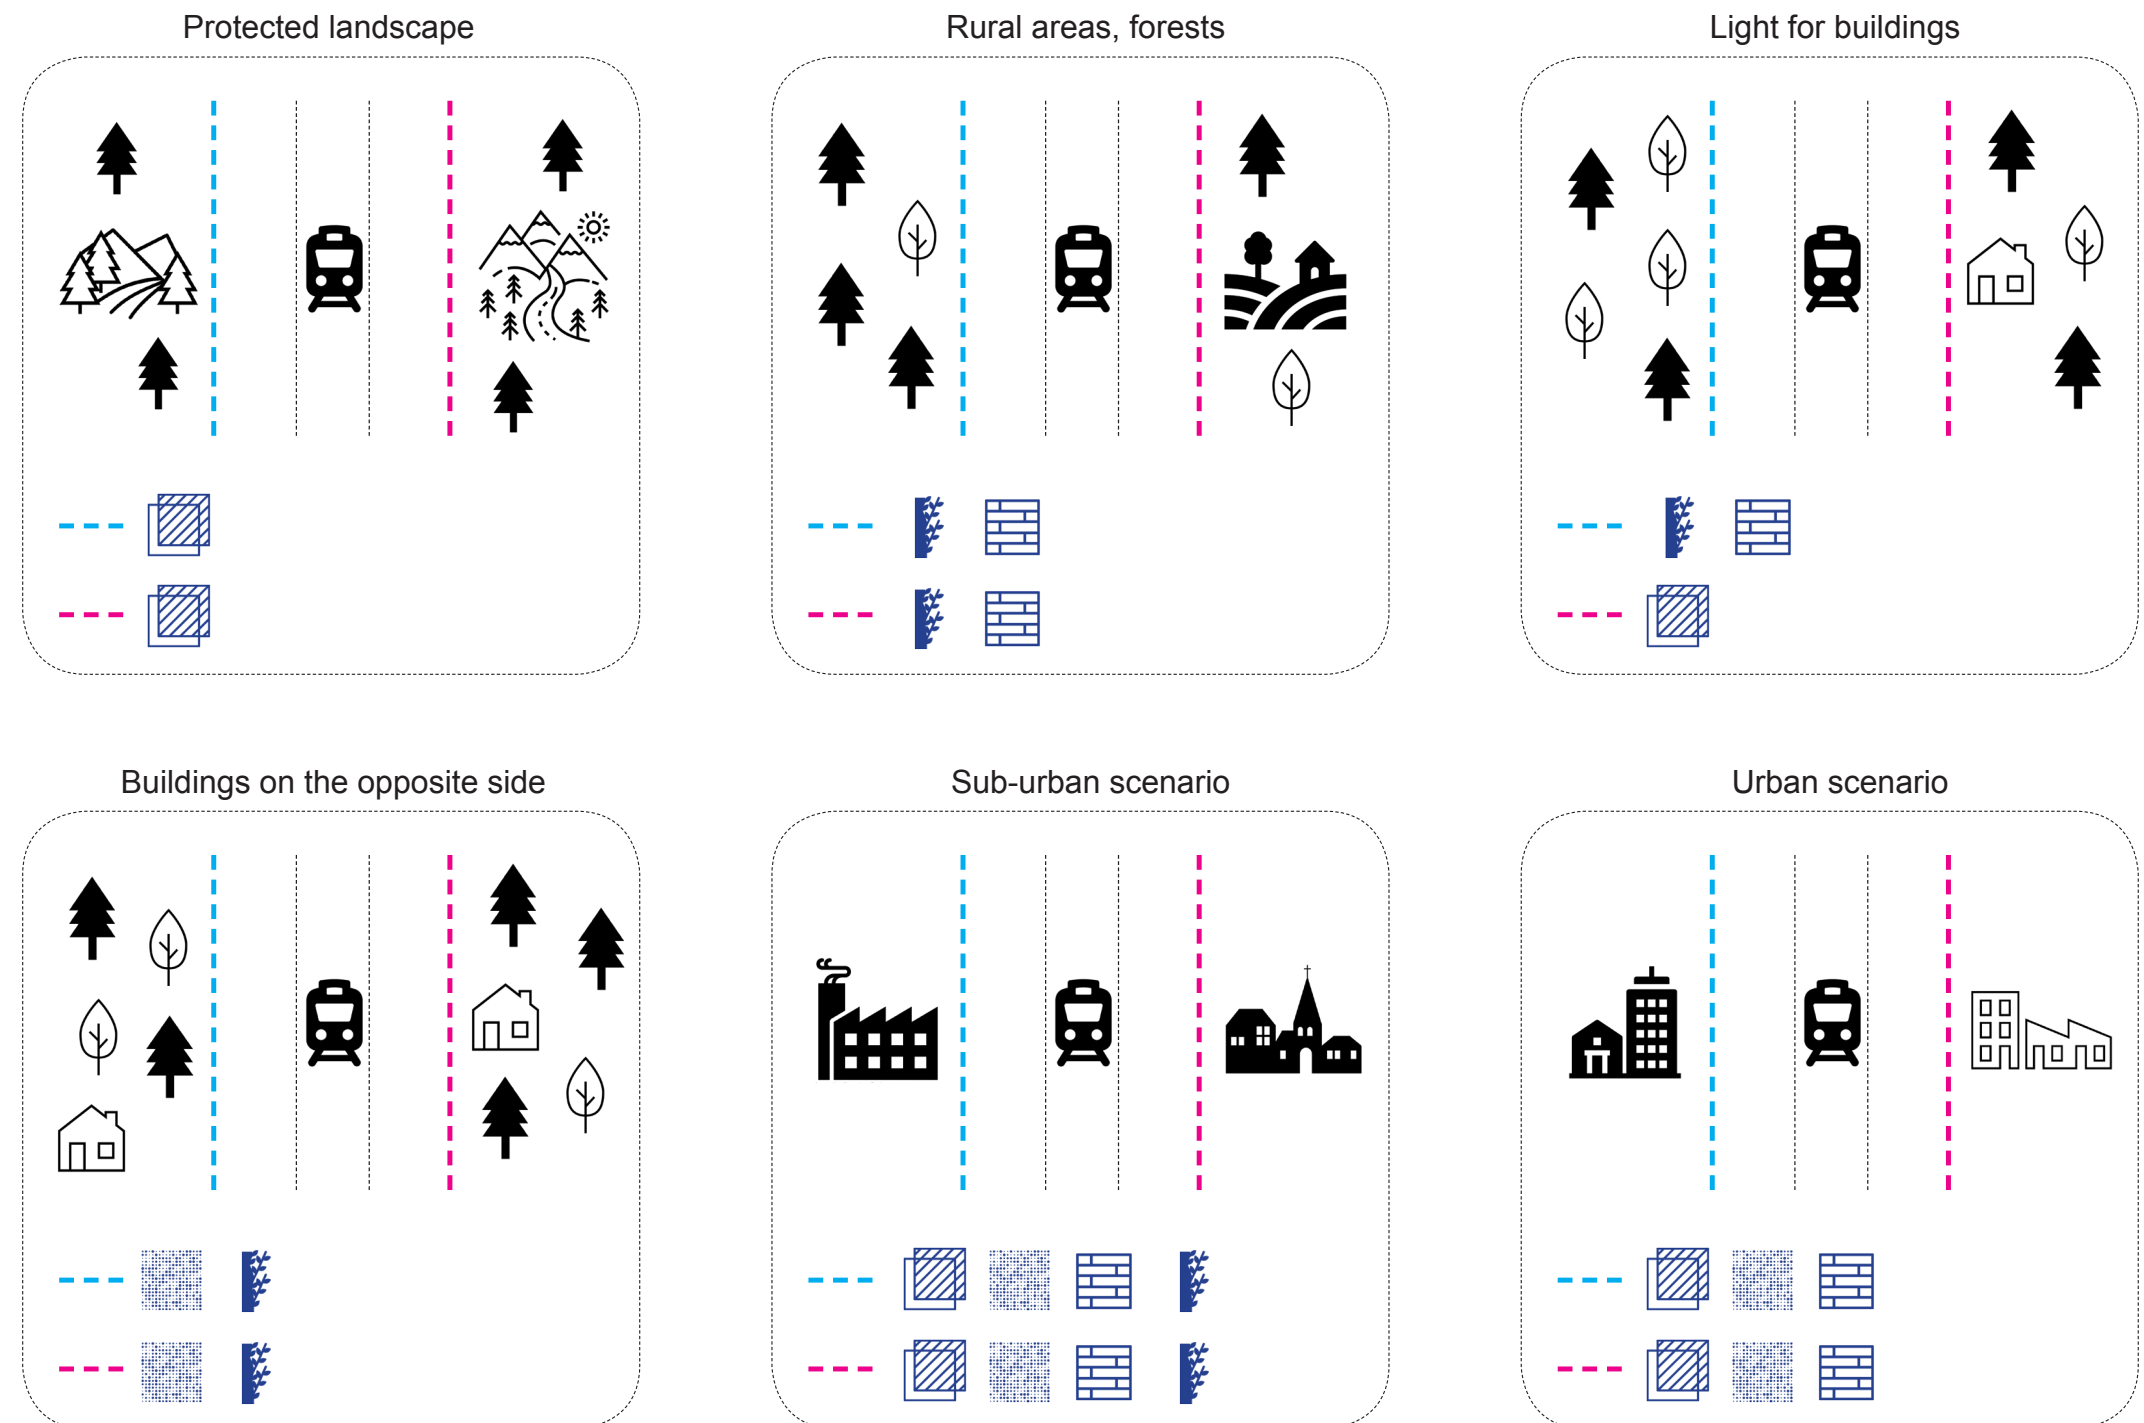 Protected landscape
Rural areas, forests
Light for buildings
Buildings on the opposite side
Sub-urban scenario
Urban scenario